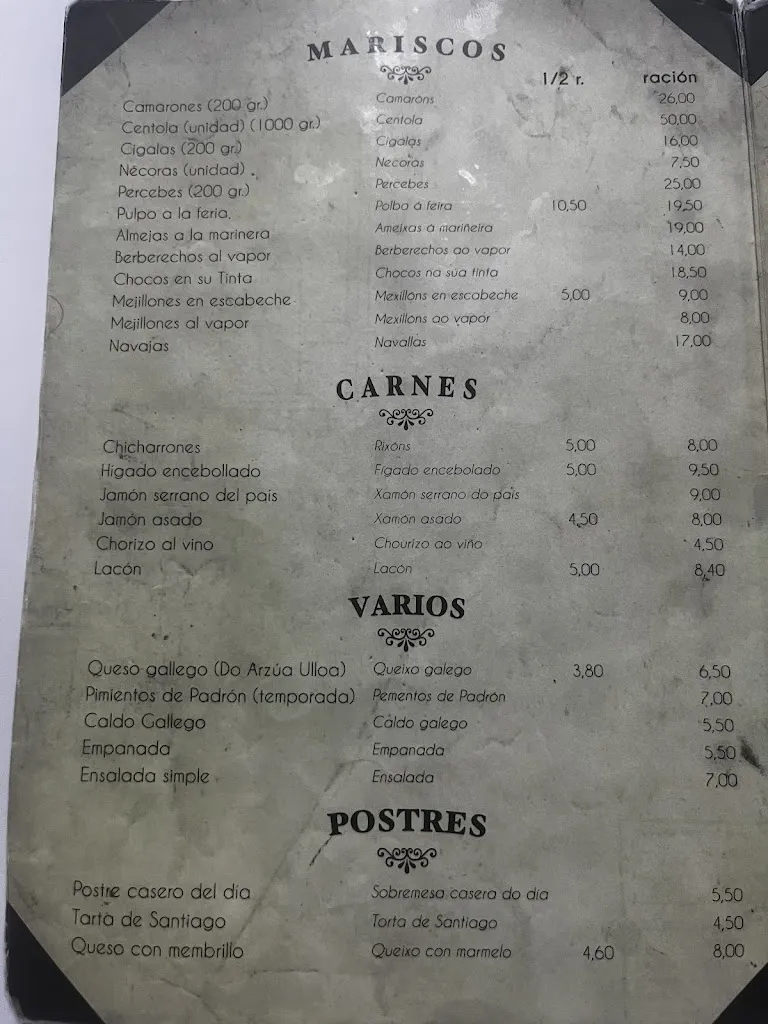 MARISCOS
1/2 r. ración
Camarones (200 gr.) Camaróns 26,00
Centola (unidad) (1000 gr.) Centola 50,00
Cigalas (200 gr.) Cigalas 16,00
Nécoras (unidad) Necoras 7,50
Percebes (200 gr.) Percebes 25,00
Pulpo a la feria, Polbo á feira 10,50 19,50
Almejas a la marinera Ameixas á mariñeira 19,00
Berberechos al vapor Berberechos ao vapor 14,00
Chocos en su Tinta Chocos na súa tinta 18,50
Mejillones en escabeche Mexillóns en escabeche 5,00 9,00
Mejillones al vapor Mexillóns ao vapor 8,00
Navajas Navallas 17,00
CARNES
Chicharrones Rixóns 5,00 8,00
Higado encebollado Figado encebolado 5,00 9,50
Jamón serrano del pais Xamón serrano do país 9,00
Jamón asado Xamón asado 4,50 8,00
Chorizo al vino Chourizo ao viño 4,50
Lacón Lacón 5,00 8,40
VARIOS
Queso gallego (Do Arzúa Ulloa) Queixo galego 3,80 6,50
Pimientos de Padrón (temporada) Pementos de Padrón 7,00
Caldo Gallego Caldo galego 5,50
Empanada Empanada 5,50
Ensalada simple Ensalada 7,00
POSTRES
Postre casero del dia Sobremesa casera do dia 5,50
Tarta de Santiago Torta de Santiago 4,50
Queso con membrillo Queixo con marmelo 4,60 8,00